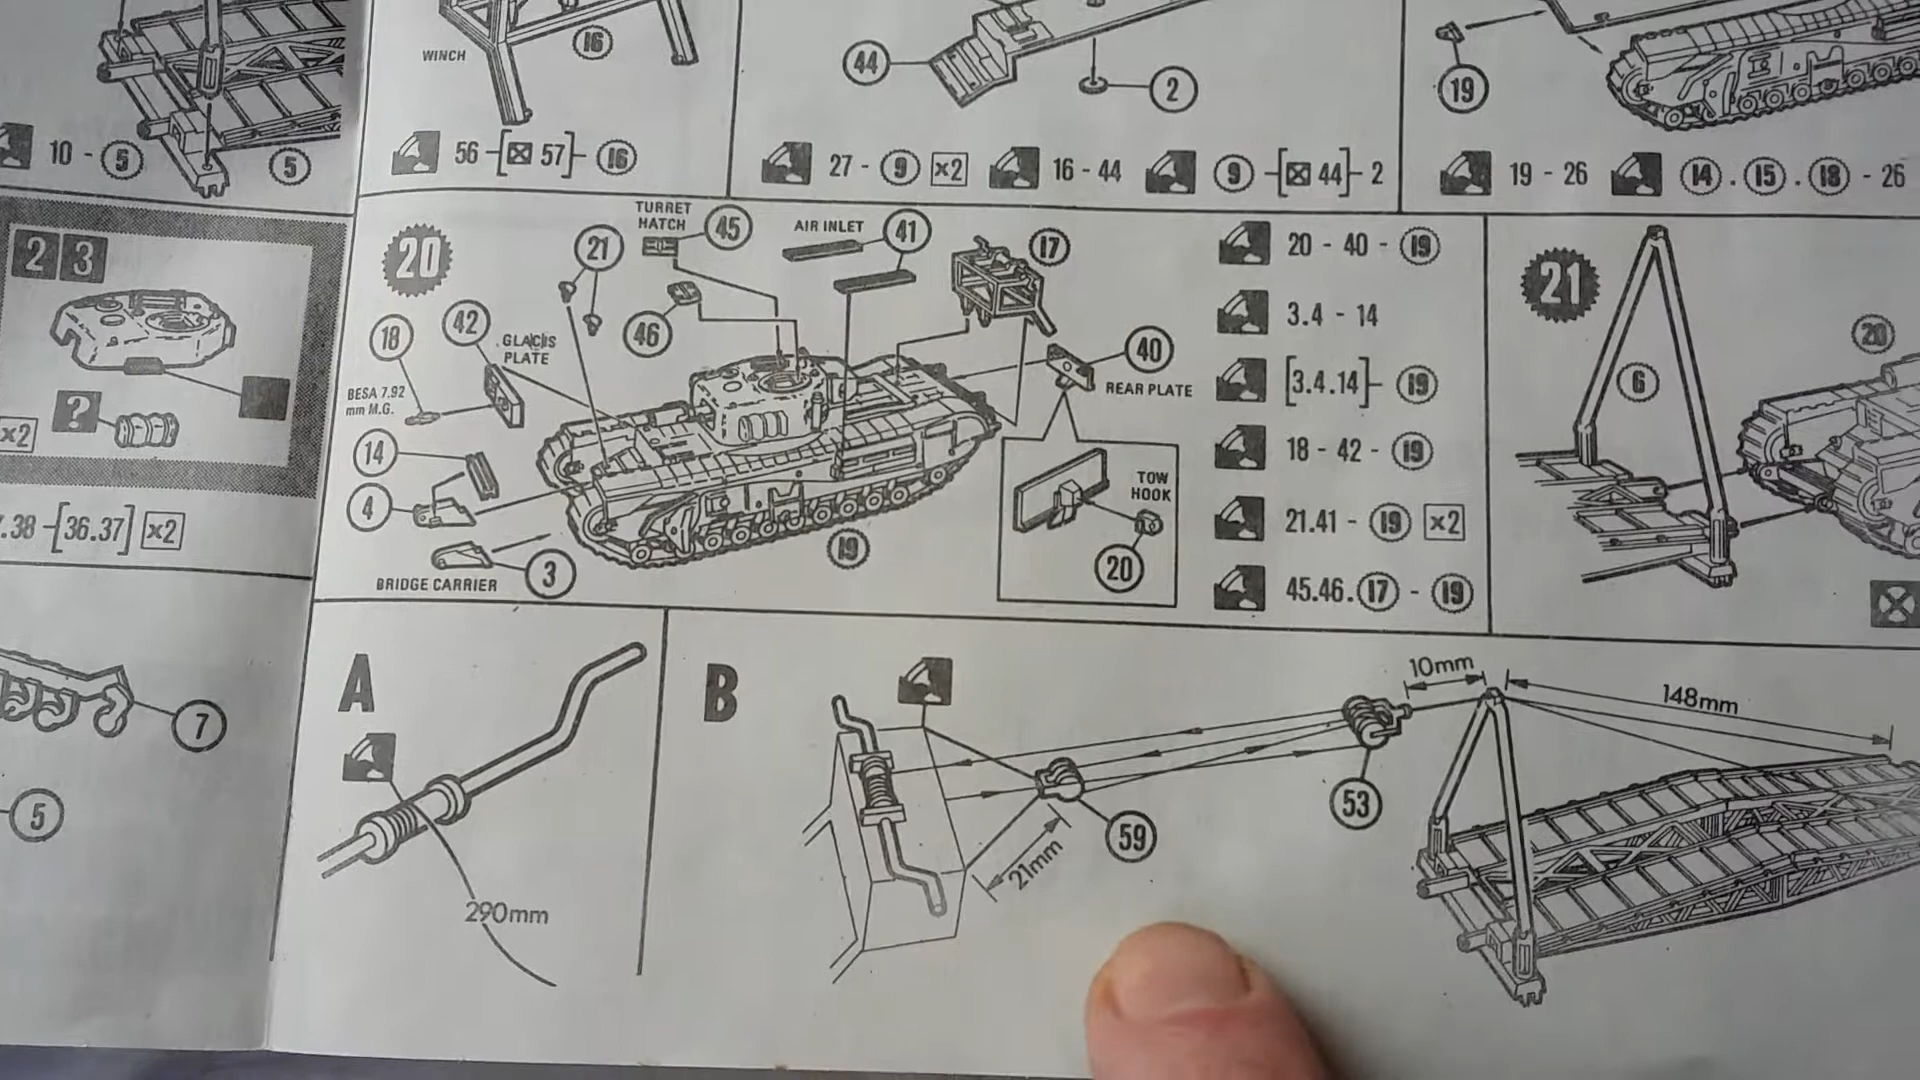 10 - 5
5
WINCH
16
56 -[57]- 16
44
2
27 - 9 x2
16 - 44
9 -[44]- 2
19
19 - 26
14 . 15 . 18 - 26
2 3
?
x2
.38 -[36.37] x2
7
5
20
21
TURRET
HATCH
45
AIR INLET
41
17
18
42
GLACIS
PLATE
46
40
REAR PLATE
BESA 7.92
mm M.G.
14
4
TOW
HOOK
20
BRIDGE CARRIER
3
19
20 - 40 - 19
3.4 - 14
[3.4.14]- 19
18 - 42 - 19
21.41 - 19 x2
45.46. 17 - 19
21
20
6
A
290mm
B
10mm
148mm
53
59
21mm